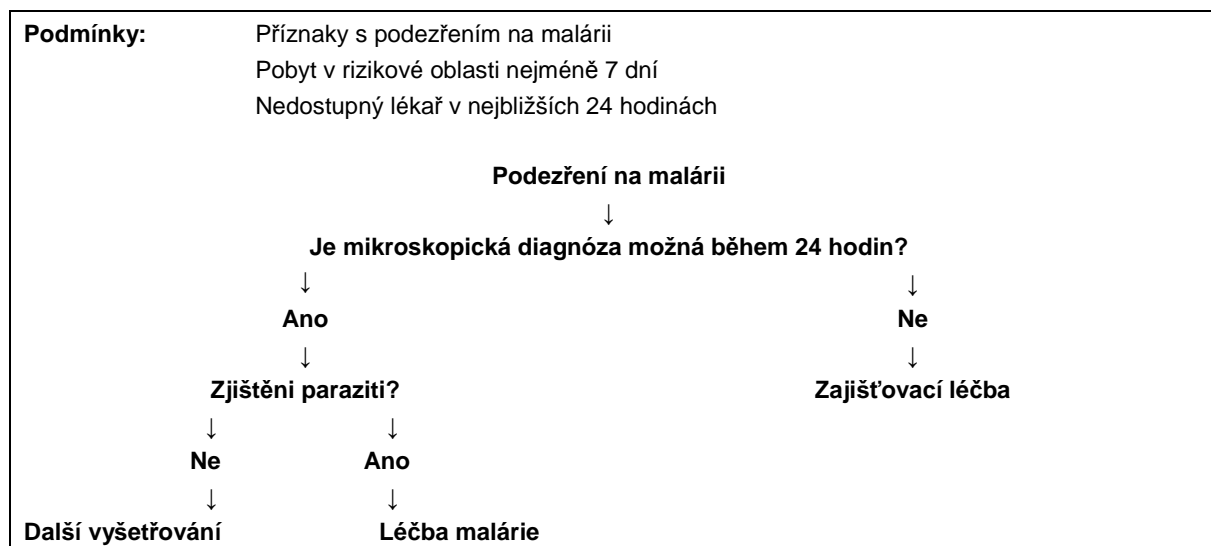 Podmínky: Příznaky s podezřením na malárii
Pobyt v rizikové oblasti nejméně 7 dní
Nedostupný lékař v nejbližších 24 hodinách
Podezření na malárii
↓
Je mikroskopická diagnóza možná během 24 hodin?
↓ ↓
Ano Ne
↓ ↓
Zjištěni paraziti? Zajišťovací léčba
↓ ↓
Ne Ano
↓ ↓
Další vyšetřování Léčba malárie